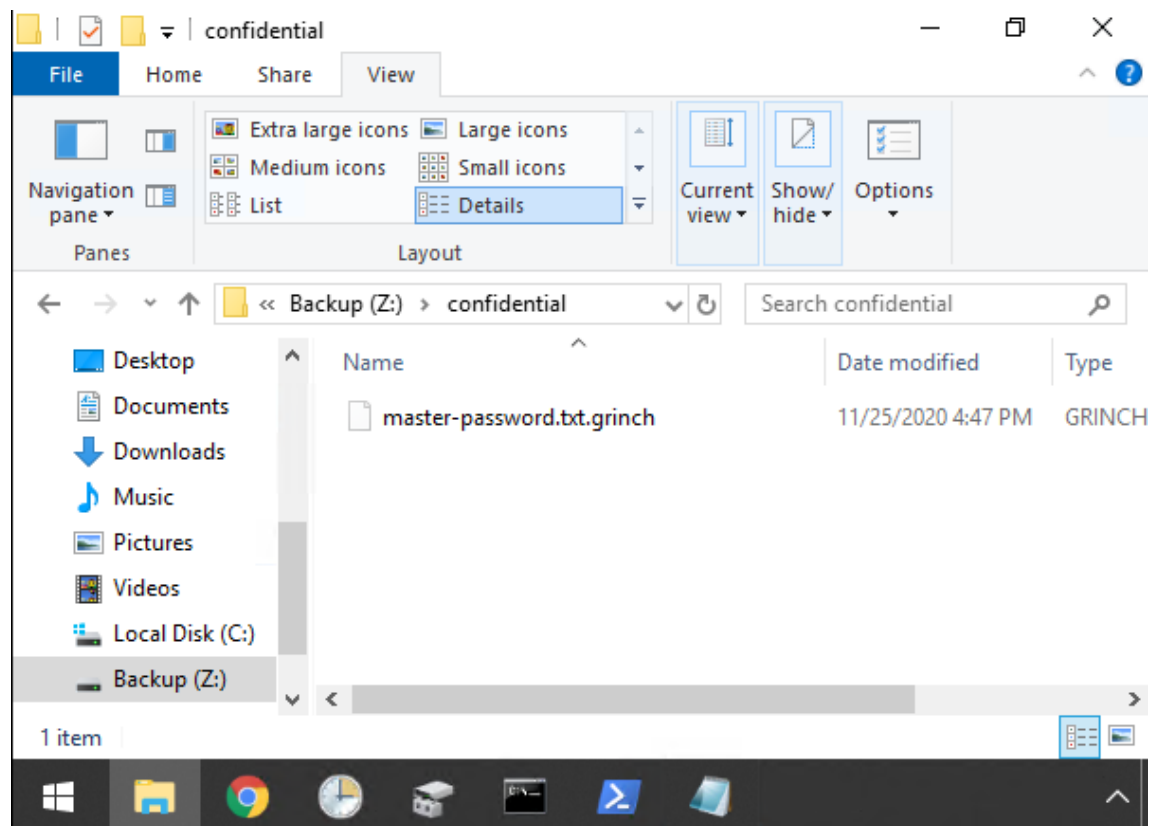 confidential
File Home Share View
Extra large icons Large icons
Medium icons Small icons
List Details
Navigation pane
Current view
Show/ hide
Options
Panes Layout
« Backup (Z:) › confidential
Search confidential
Desktop
Documents
Downloads
Music
Pictures
Videos
Local Disk (C:)
Backup (Z:)
Name Date modified Type
master-password.txt.grinch 11/25/2020 4:47 PM GRINCH
1 item